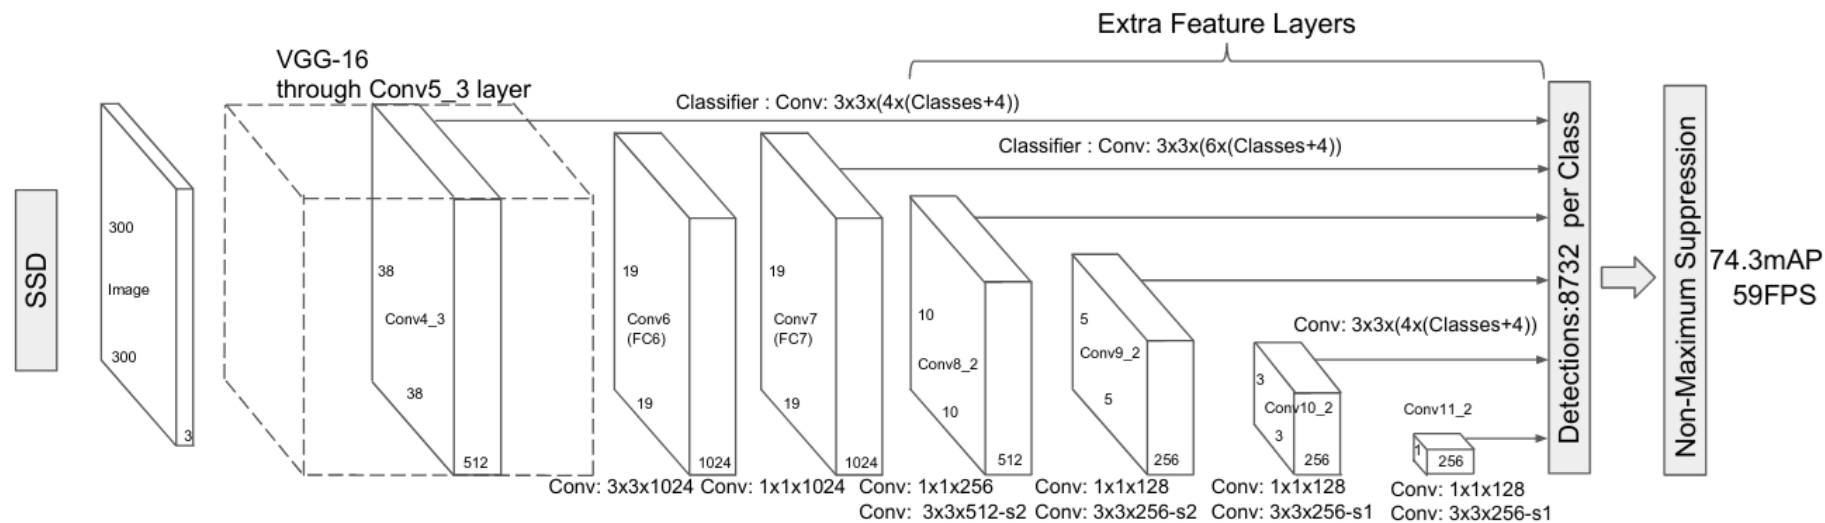 Extra Feature Layers
VGG-16
through Conv5_3 layer
Classifier : Conv: 3x3x(4x(Classes+4))
Classifier : Conv: 3x3x(6x(Classes+4))
SSD
300
Image
300
3
38
Conv4_3
38
512
19
Conv6
(FC6)
19
1024
19
Conv7
(FC7)
19
1024
10
Conv8_2
10
512
5
Conv9_2
5
256
Conv: 3x3x(4x(Classes+4))
3
Conv10_2
3
256
Conv11_2
1
256
Conv: 3x3x1024
Conv: 1x1x1024
Conv: 1x1x256
Conv: 3x3x512-s2
Conv: 1x1x128
Conv: 3x3x256-s2
Conv: 1x1x128
Conv: 3x3x256-s1
Conv: 1x1x128
Conv: 3x3x256-s1
Detections:8732 per Class
Non-Maximum Suppression
74.3mAP
59FPS